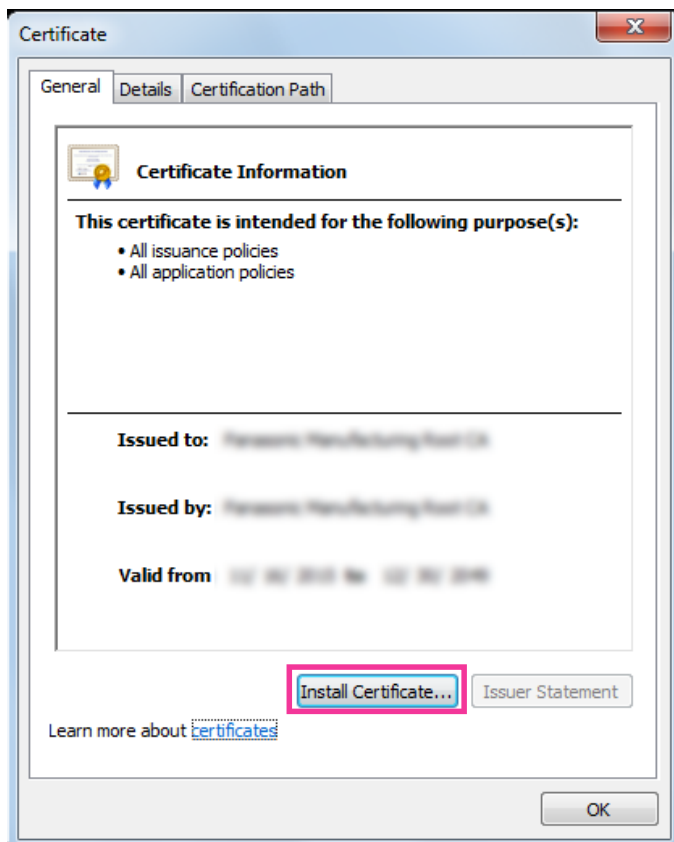 Certificate
General Details Certification Path
Certificate Information
This certificate is intended for the following purpose(s):
• All issuance policies
• All application policies
Issued to:
Issued by:
Valid from
Install Certificate... Issuer Statement
Learn more about certificates
OK